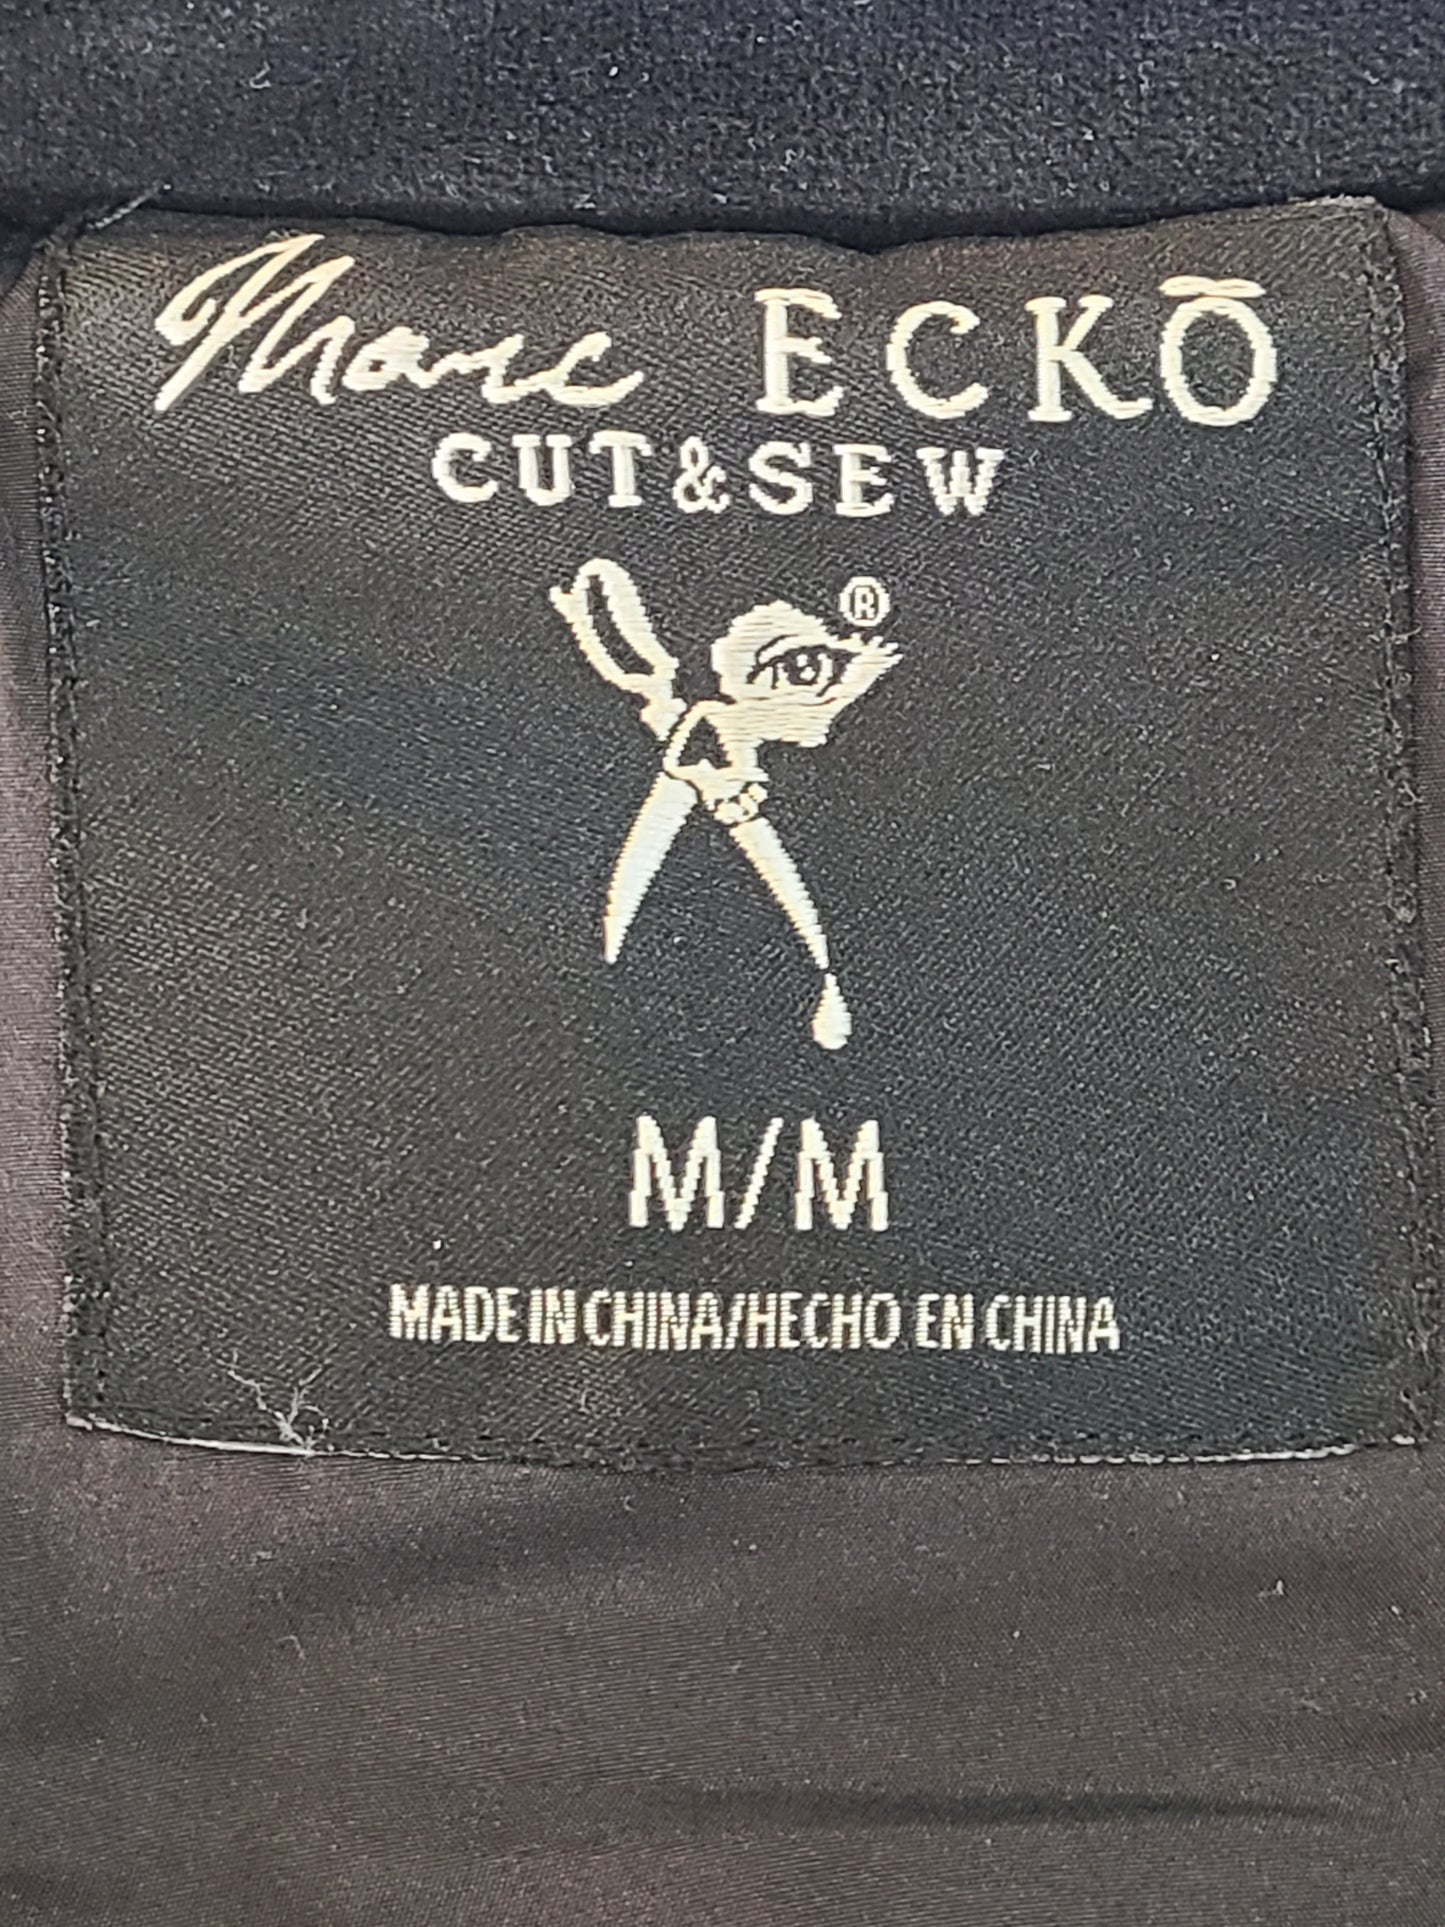 Marc ECKŌ
CUT & SEW
®
M/M
MADE IN CHINA/HECHO EN CHINA